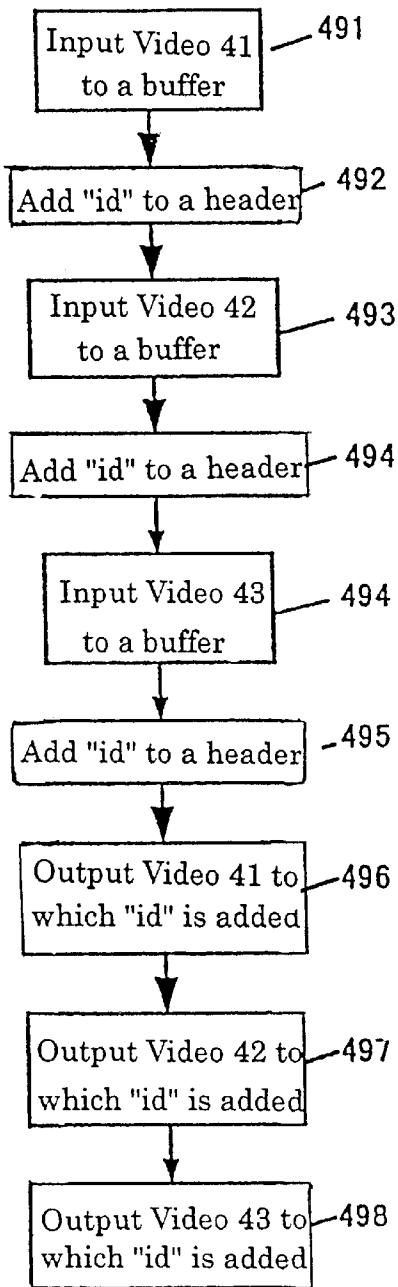 Input Video 41
to a buffer
491
Add "id" to a header
492
Input Video 42
to a buffer
493
Add "id" to a header
494
Input Video 43
to a buffer
494
Add "id" to a header
495
Output Video 41 to
which "id" is added
496
Output Video 42 to
which "id" is added
497
Output Video 43 to
which "id" is added
498